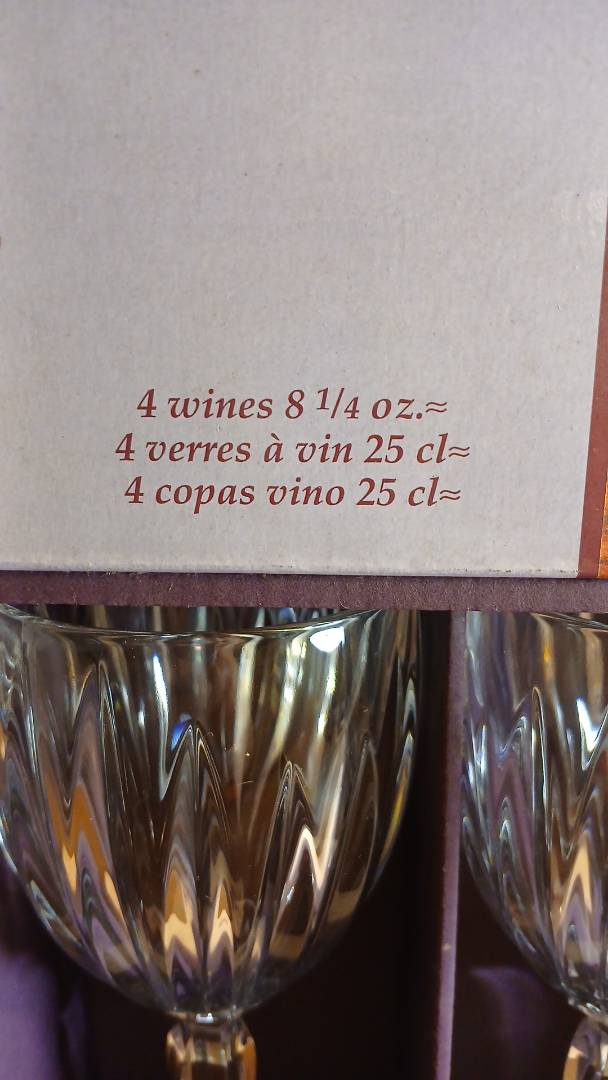 4 wines 8 1/4 oz.≈
4 verres à vin 25 cl≈
4 copas vino 25 cl≈